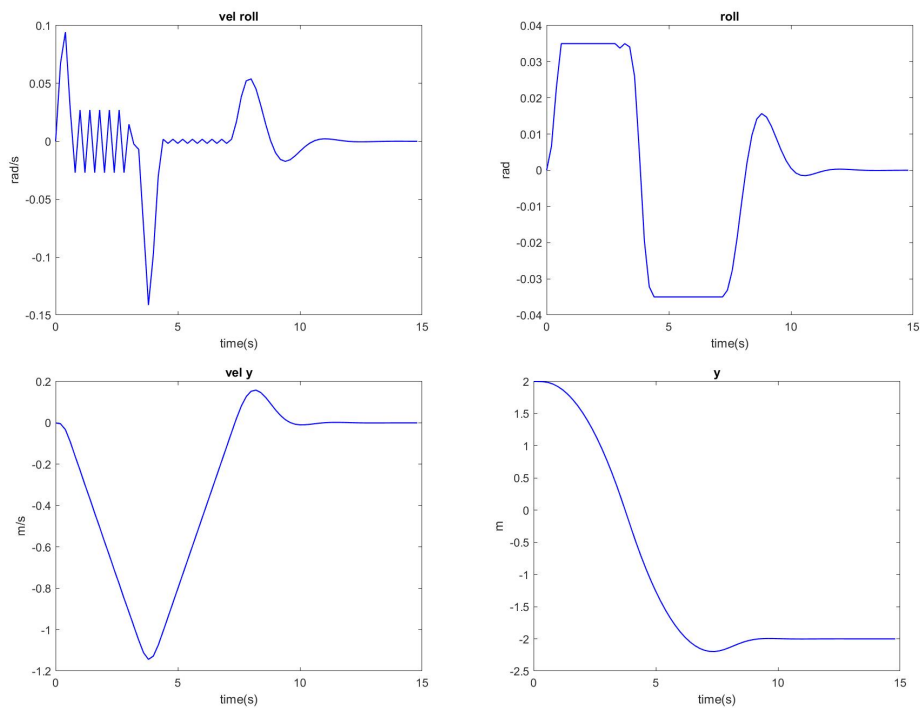 vel roll
0.1
0.05
0
-0.05
-0.1
-0.15
rad/s
0 5 10 15
time(s)
roll
0.04
0.03
0.02
0.01
0
-0.01
-0.02
-0.03
-0.04
rad
0 5 10 15
time(s)
vel y
0.2
0
-0.2
-0.4
-0.6
-0.8
-1
-1.2
m/s
0 5 10 15
time(s)
y
2
1.5
1
0.5
0
-0.5
-1
-1.5
-2
-2.5
m
0 5 10 15
time(s)